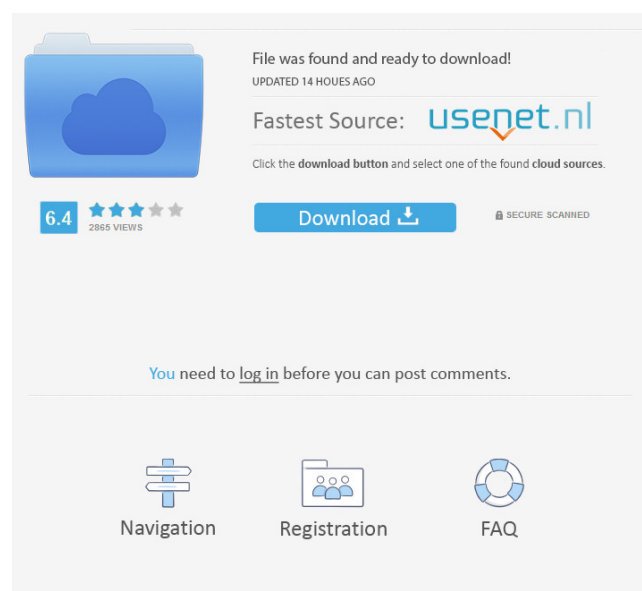 File was found and ready to download!
UPDATED 14 HOUES AGO
Fastest Source: usenet.nl
Click the download button and select one of the found cloud sources.
6.4
2865 VIEWS
Download
SECURE SCANNED
You need to log in before you can post comments.
Navigation
Registration
FAQ